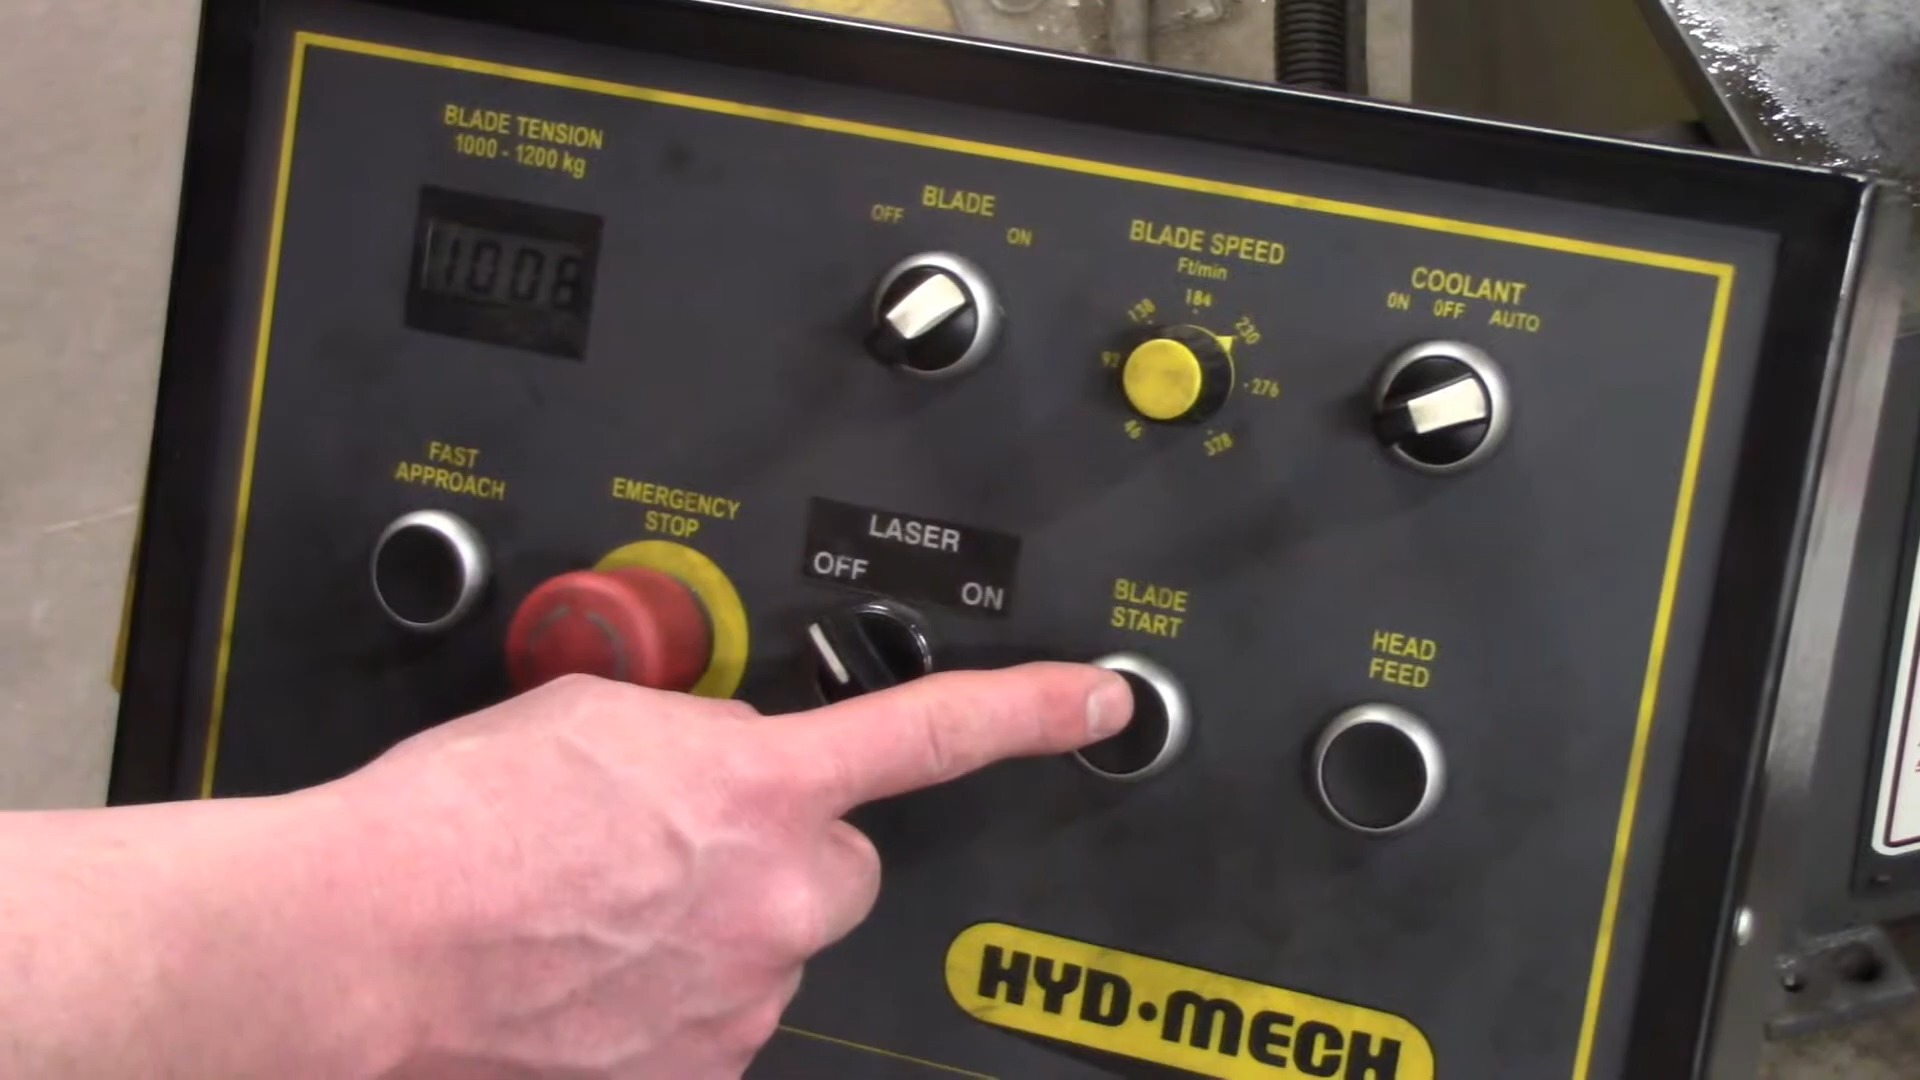 BLADE TENSION
1000 - 1200 kg
1008
BLADE
OFF
ON
BLADE SPEED
Ft/min
46
92
138
184
230
276
328
COOLANT
ON OFF AUTO
FAST
APPROACH
EMERGENCY
STOP
LASER
OFF
ON
BLADE
START
HEAD
FEED
HYD·MECH